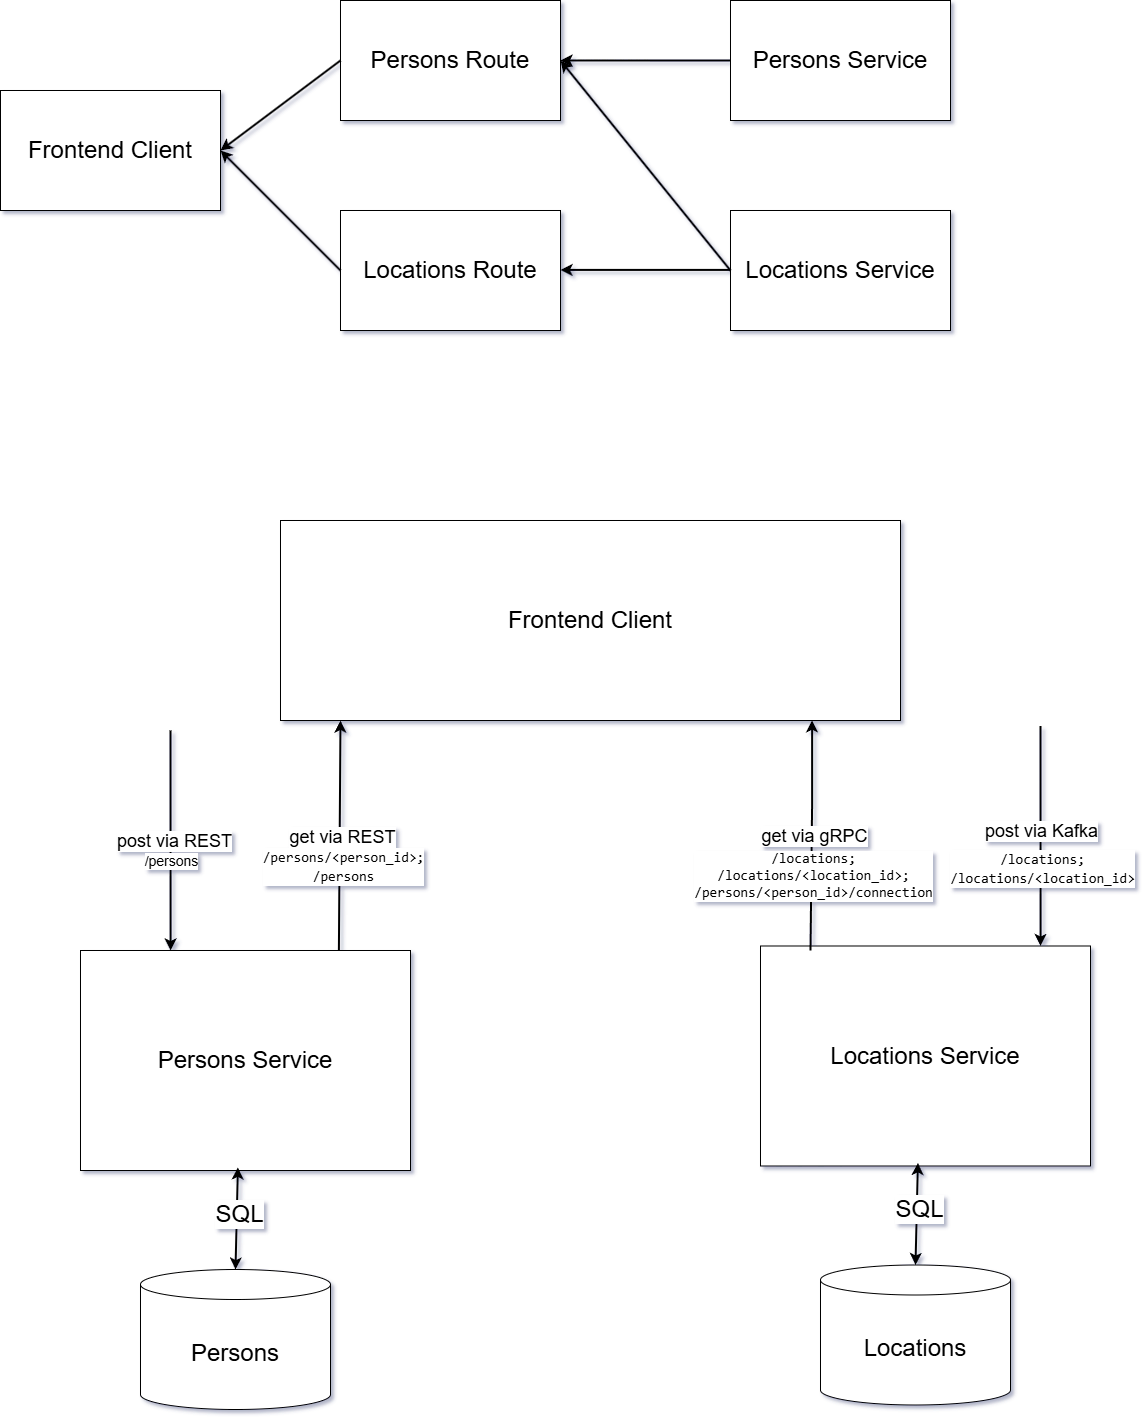 Persons Route
Persons Service
Frontend Client
Locations Route
Locations Service
Frontend Client
post via REST
/persons
get via REST
/persons/<person_id>;
/persons
get via gRPC
/locations;
/locations/<location_id>;
/persons/<person_id>/connection
post via Kafka
/locations;
/locations/<location_id>
Persons Service
Locations Service
SQL
SQL
Persons
Locations